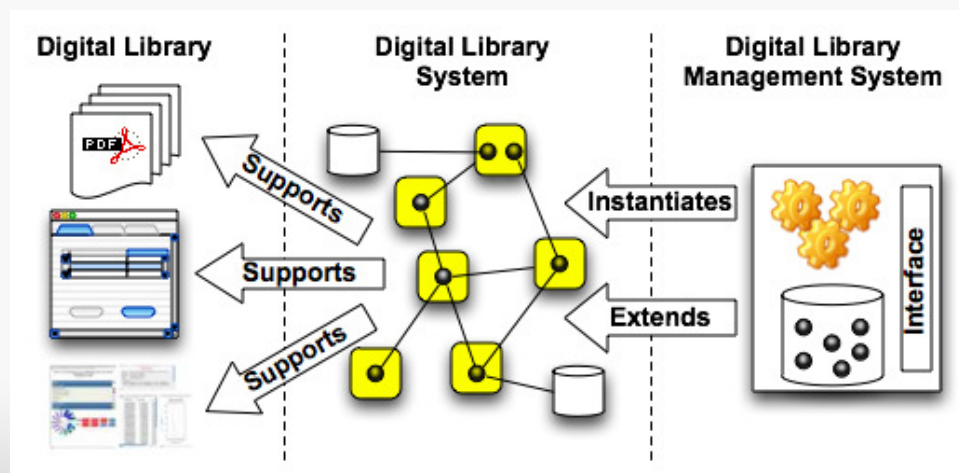 Digital Library
Digital Library
System
Digital Library
Management System
PDF
Supports
Supports
Supports
Instantiates
Extends
Interface